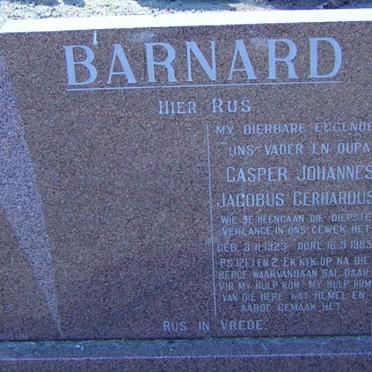 BARNARD
HIER RUS
MY DIERBARE EGGENOO
ONS VADER EN OUPA
CASPER JOHANNES
JACOBUS GERHARDUS
WIE SE HEENGAAN DIE DIEPSTE
VERLANGE IN ONS GEWEK HET
GEB. 3.11.1923 OORL. 16.9.1983
PS. 121:1 EN 2 EK KYK OP NA DIE
BERGE WAARVANDAAN SAL DAAR
VIR MY HULP KOM? MY HULP KOM
VAN DIE HERE WAT HEMEL EN
AARDE GEMAAK HET
RUS IN VREDE